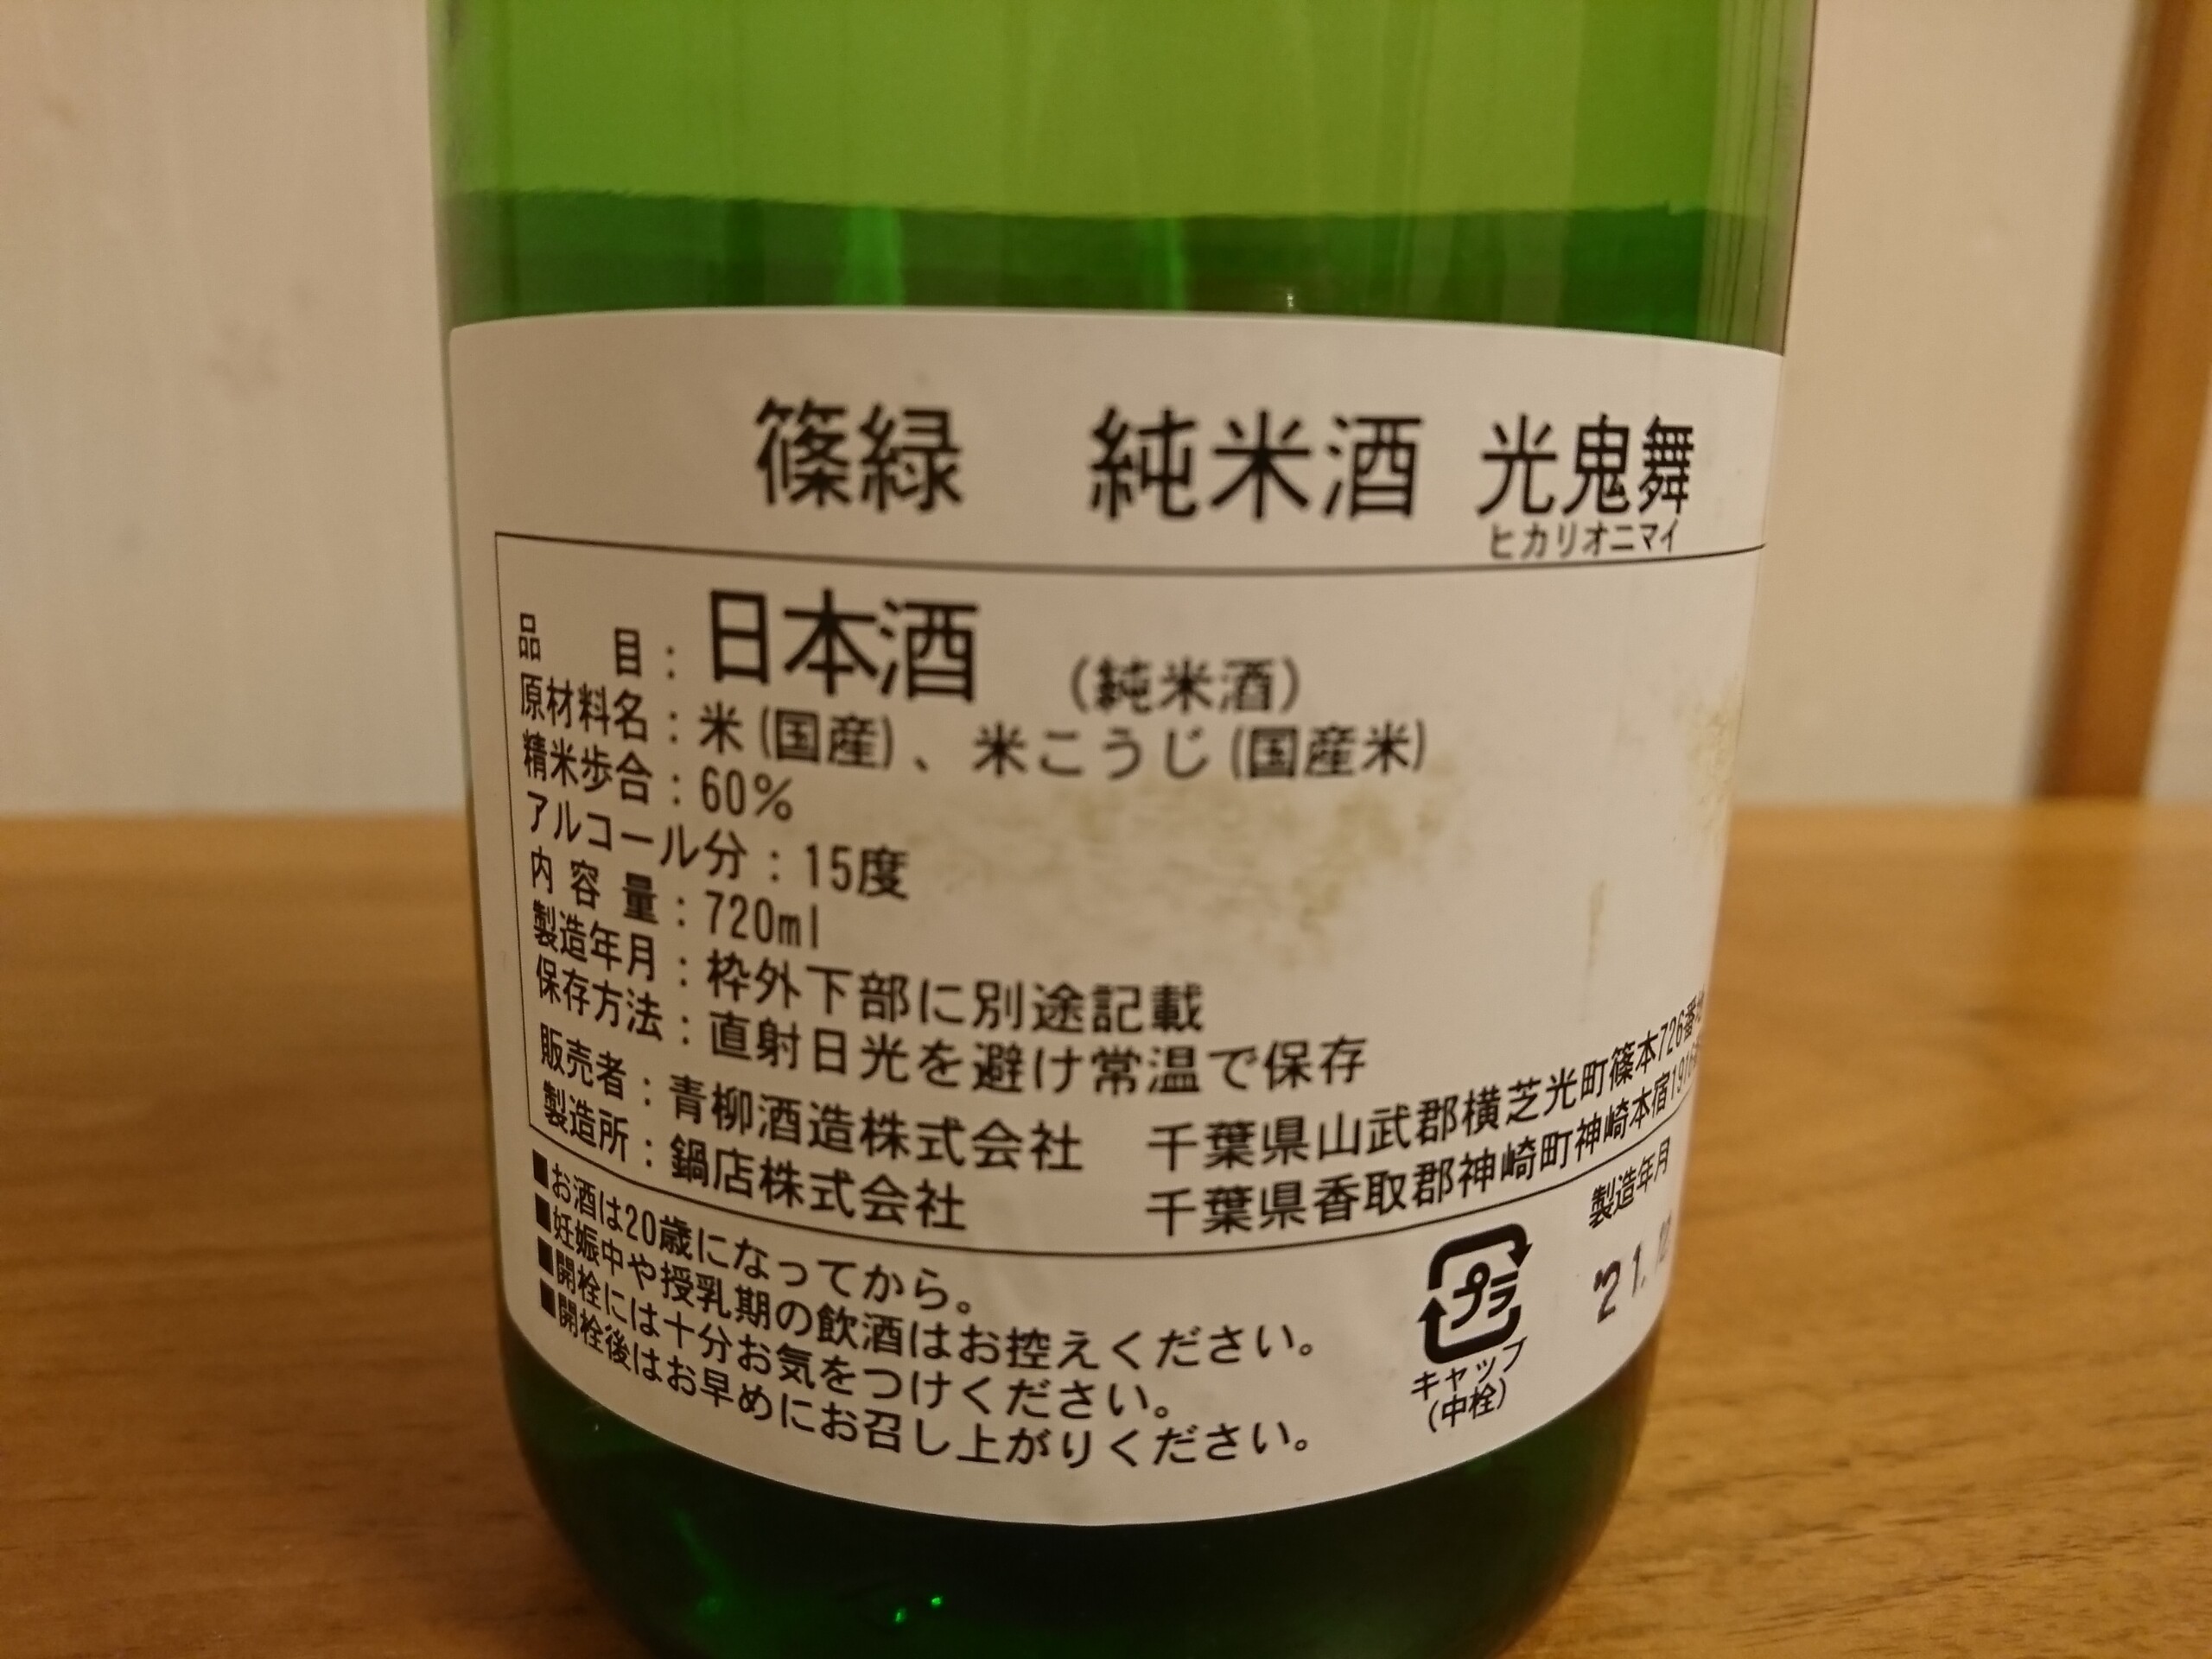 篠緑 純米酒 光鬼舞
ヒカリオニマイ
品目：日本酒 （純米酒）
原材料名：米(国産)、米こうじ(国産米)
精米歩合：60%
アルコール分：15度
内容量：720ml
製造年月：枠外下部に別途記載
保存方法：直射日光を避け常温で保存
販売者：青柳酒造株式会社 千葉県山武郡横芝光町篠本726番地
製造所：鍋店株式会社 千葉県香取郡神崎町神崎本宿1916
■お酒は20歳になってから。
■妊娠中や授乳期の飲酒はお控えください。
■開栓には十分お気をつけください。
■開栓後はお早めにお召し上がりください。
プラ
キャップ
(中栓)
製造年月
21.